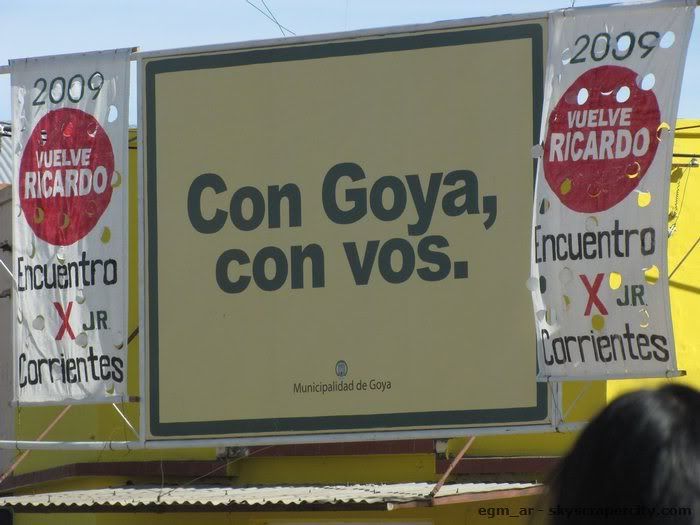 2009
VUELVE
RICARDO
Encuentro
X JR.
Corrientes
Con Goya,
con vos.
Municipalidad de Goya
2009
VUELVE
RICARDO
Encuentro
X JR.
Corrientes
egm_ar - skyscrapercity.com